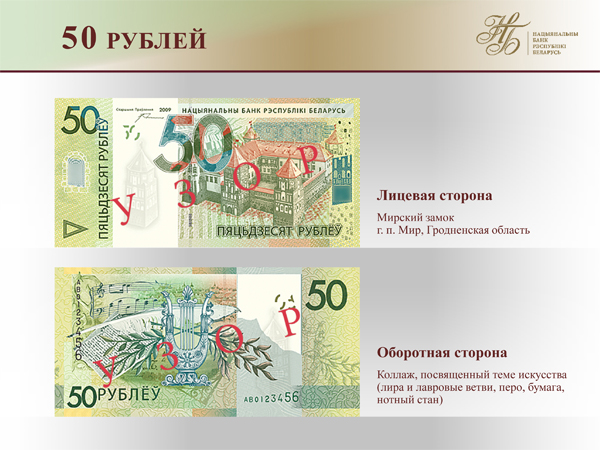 50 РУБЛЕЙ
НАЦЫЯНАЛЬНЫ
БАНК
РЭСПУБЛІКІ
БЕЛАРУСЬ
50
ПЯЦЬДЗЕСЯТ РУБЛЁЎ
Старшыня Праўлення
2009
НАЦЫЯНАЛЬНЫ БАНК РЭСПУБЛІКІ БЕЛАРУСЬ
50
УЗОР
ПЯЦЬДЗЕСЯТ РУБЛЁЎ
Лицевая сторона
Мирский замок
г. п. Мир, Гродненская область
АВ0123456
50
УЗОР
50 РУБЛЁЎ
АВ0123456
Оборотная сторона
Коллаж, посвященный теме искусства
(лира и лавровые ветви, перо, бумага,
нотный стан)